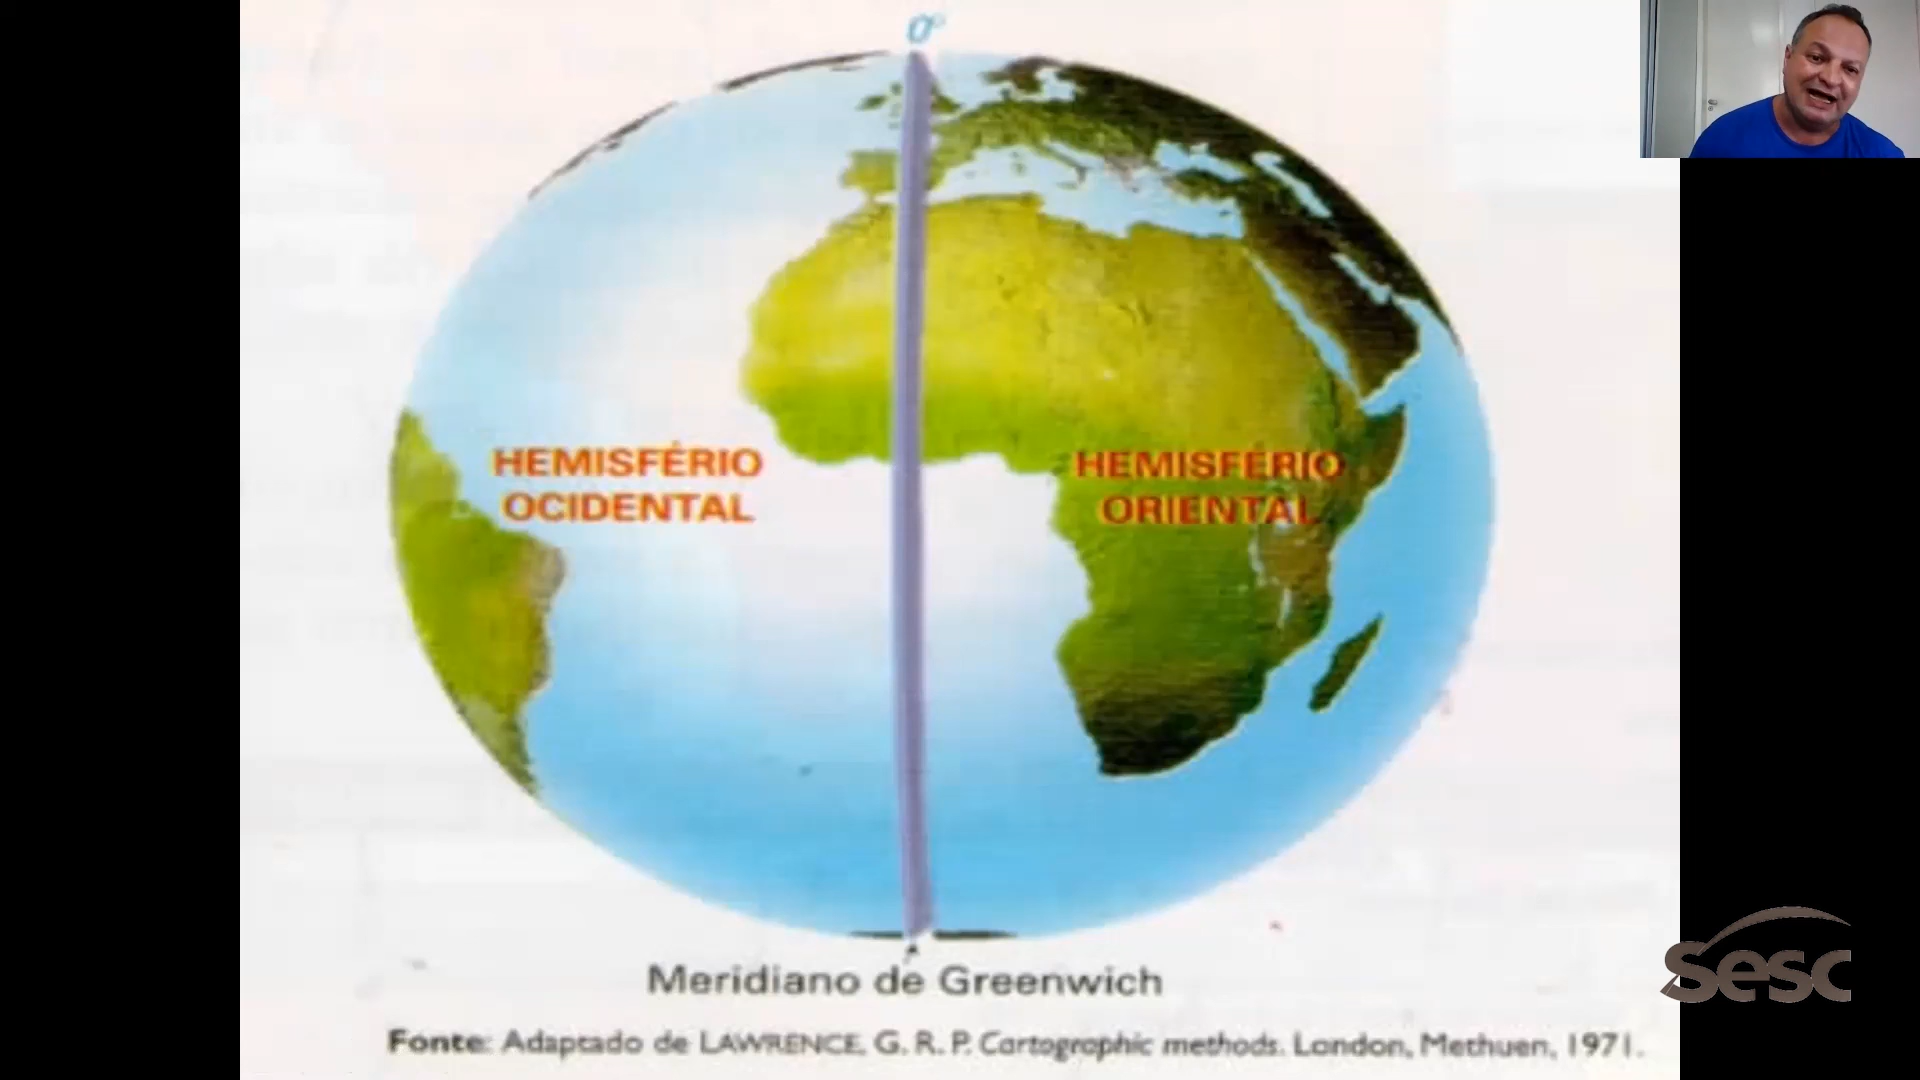 0°
HEMISFÉRIO
OCIDENTAL
HEMISFÉRIO
ORIENTAL
Meridiano de Greenwich
Fonte: Adaptado de LAWRENCE, G. R. P. Cartographic methods. London, Methuen, 1971.
Sesc